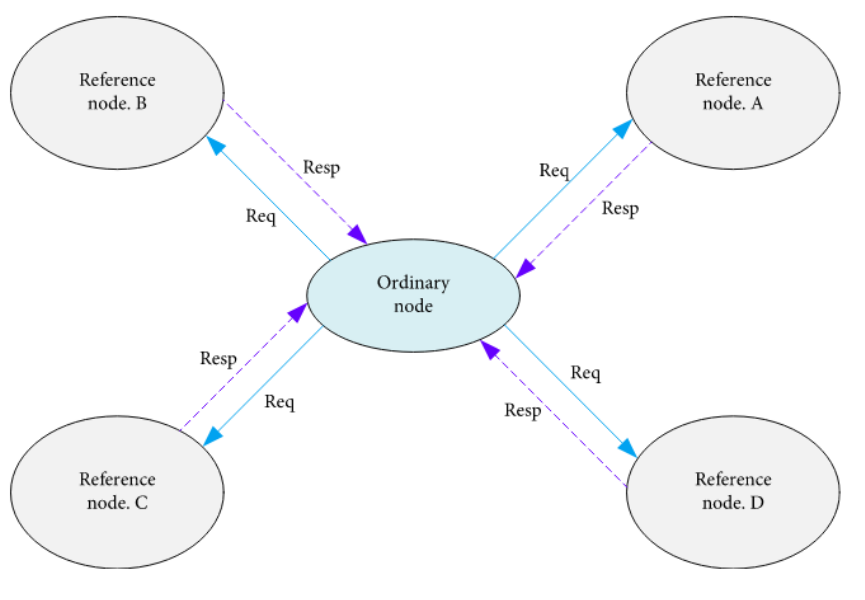 Reference
node. B
Reference
node. A
Resp
Req
Req
Resp
Ordinary
node
Resp
Req
Req
Resp
Reference
node. C
Reference
node. D